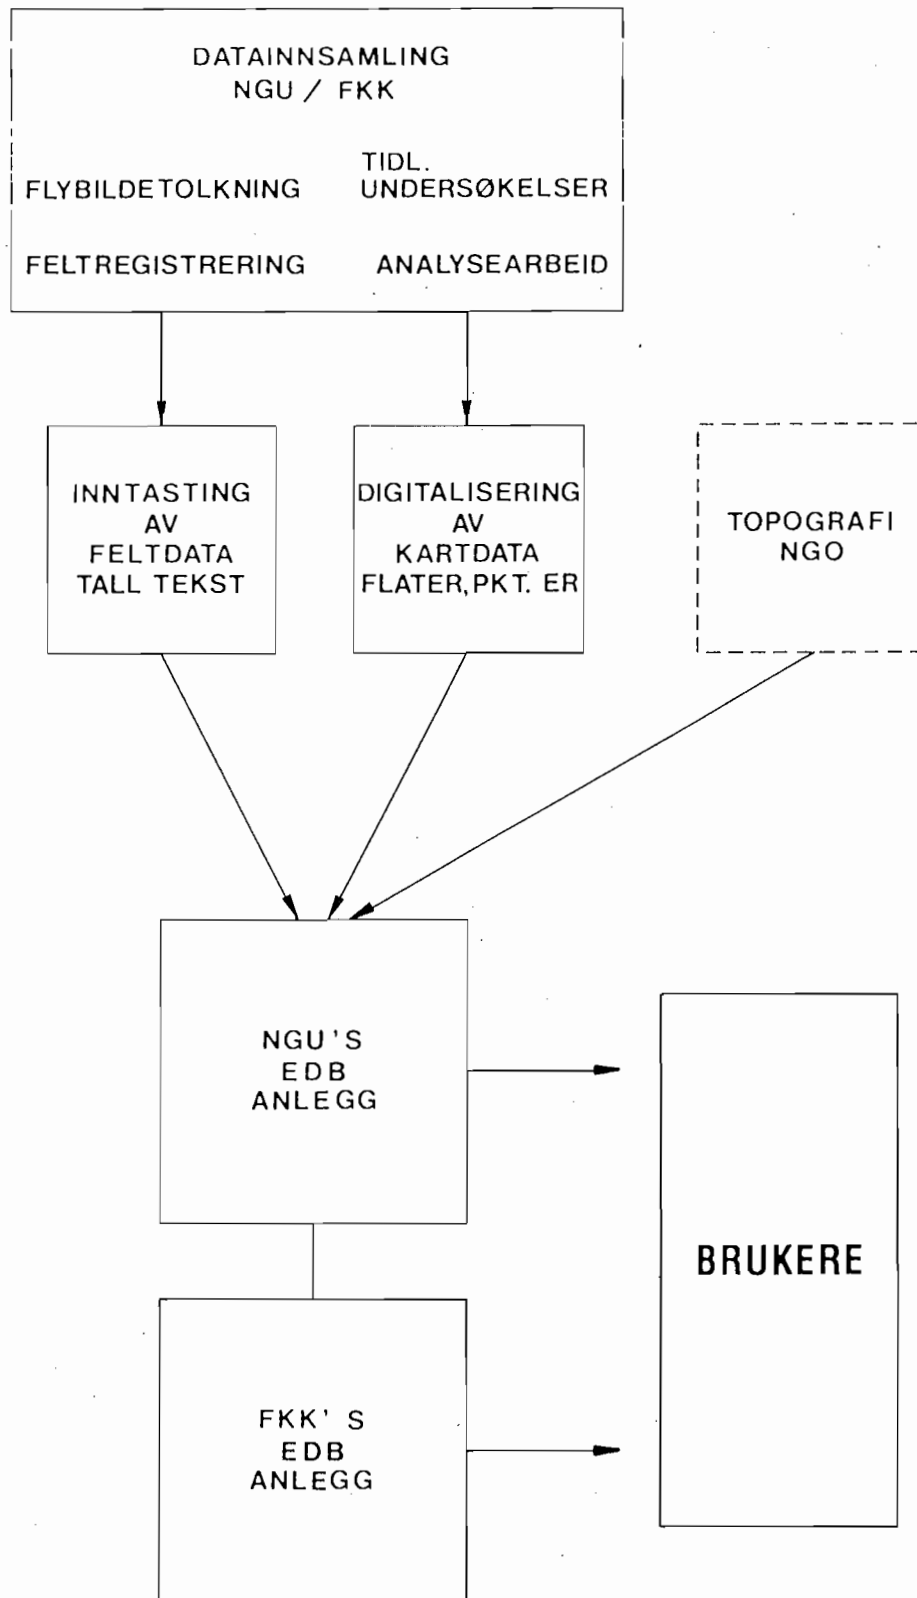 DATAINNSAMLING
NGU / FKK
FLYBILDETOLKNING
TIDL.
UNDERSØKELSER
FELTREGISTRERING
ANALYSEARBEID
INNTASTING
AV
FELTDATA
TALL TEKST
DIGITALISERING
AV
KARTDATA
FLATER, PKT. ER
TOPOGRAFI
NGO
NGU'S
EDB
ANLEGG
BRUKERE
FKK' S
EDB
ANLEGG